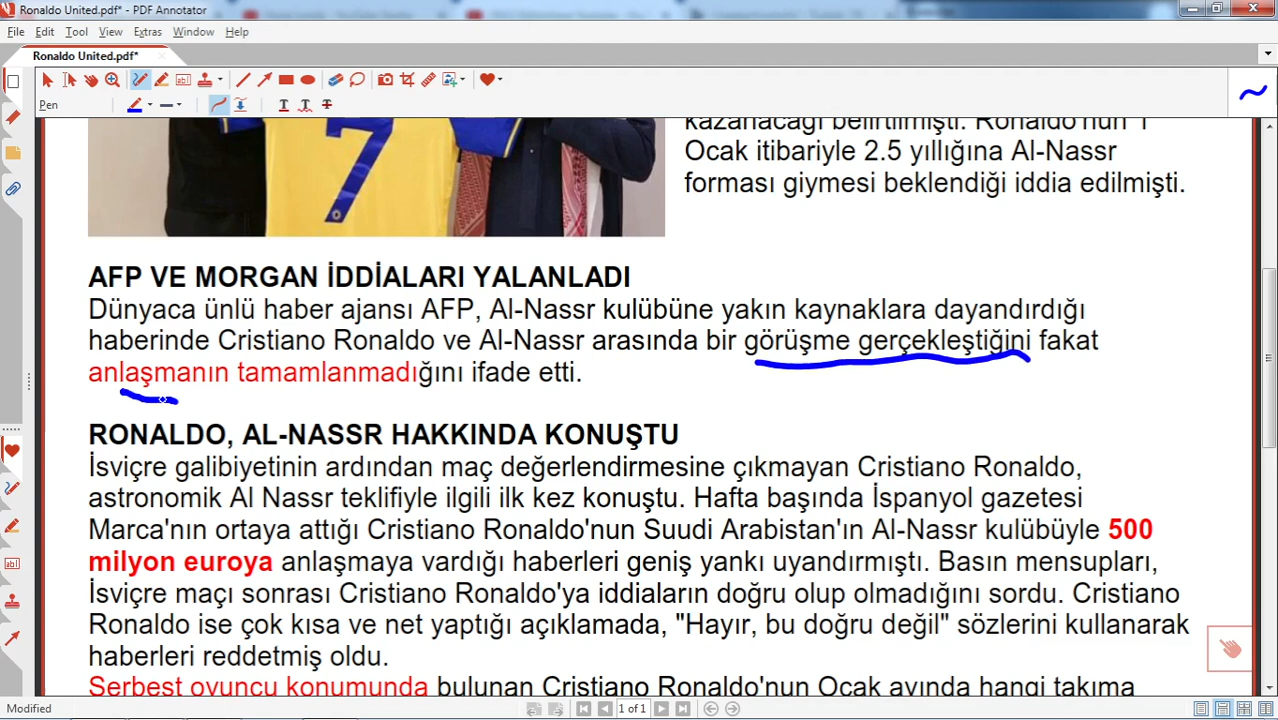 Ronaldo United.pdf* - PDF Annotator
File Edit Tool View Extras Window Help
Ronaldo United.pdf*
Pen
7
kazanacağı belirtilmişti. Ronaldo'nun 1
Ocak itibariyle 2.5 yıllığına Al-Nassr
forması giymesi beklendiği iddia edilmişti.
AFP VE MORGAN İDDİALARI YALANLADI
Dünyaca ünlü haber ajansı AFP, Al-Nassr kulübüne yakın kaynaklara dayandırdığı
haberinde Cristiano Ronaldo ve Al-Nassr arasında bir görüşme gerçekleştiğini fakat
anlaşmanın tamamlanmadığını ifade etti.
RONALDO, AL-NASSR HAKKINDA KONUŞTU
İsviçre galibiyetinin ardından maç değerlendirmesine çıkmayan Cristiano Ronaldo,
astronomik Al Nassr teklifiyle ilgili ilk kez konuştu. Hafta başında İspanyol gazetesi
Marca'nın ortaya attığı Cristiano Ronaldo'nun Suudi Arabistan'ın Al-Nassr kulübüyle 500
milyon euroya anlaşmaya vardığı haberleri geniş yankı uyandırmıştı. Basın mensupları,
İsviçre maçı sonrası Cristiano Ronaldo'ya iddiaların doğru olup olmadığını sordu. Cristiano
Ronaldo ise çok kısa ve net yaptığı açıklamada, "Hayır, bu doğru değil" sözlerini kullanarak
haberleri reddetmiş oldu.
Serbest oyuncu konumunda bulunan Cristiano Ronaldo'nun Ocak ayında hangi takıma
Modified
1 of 1